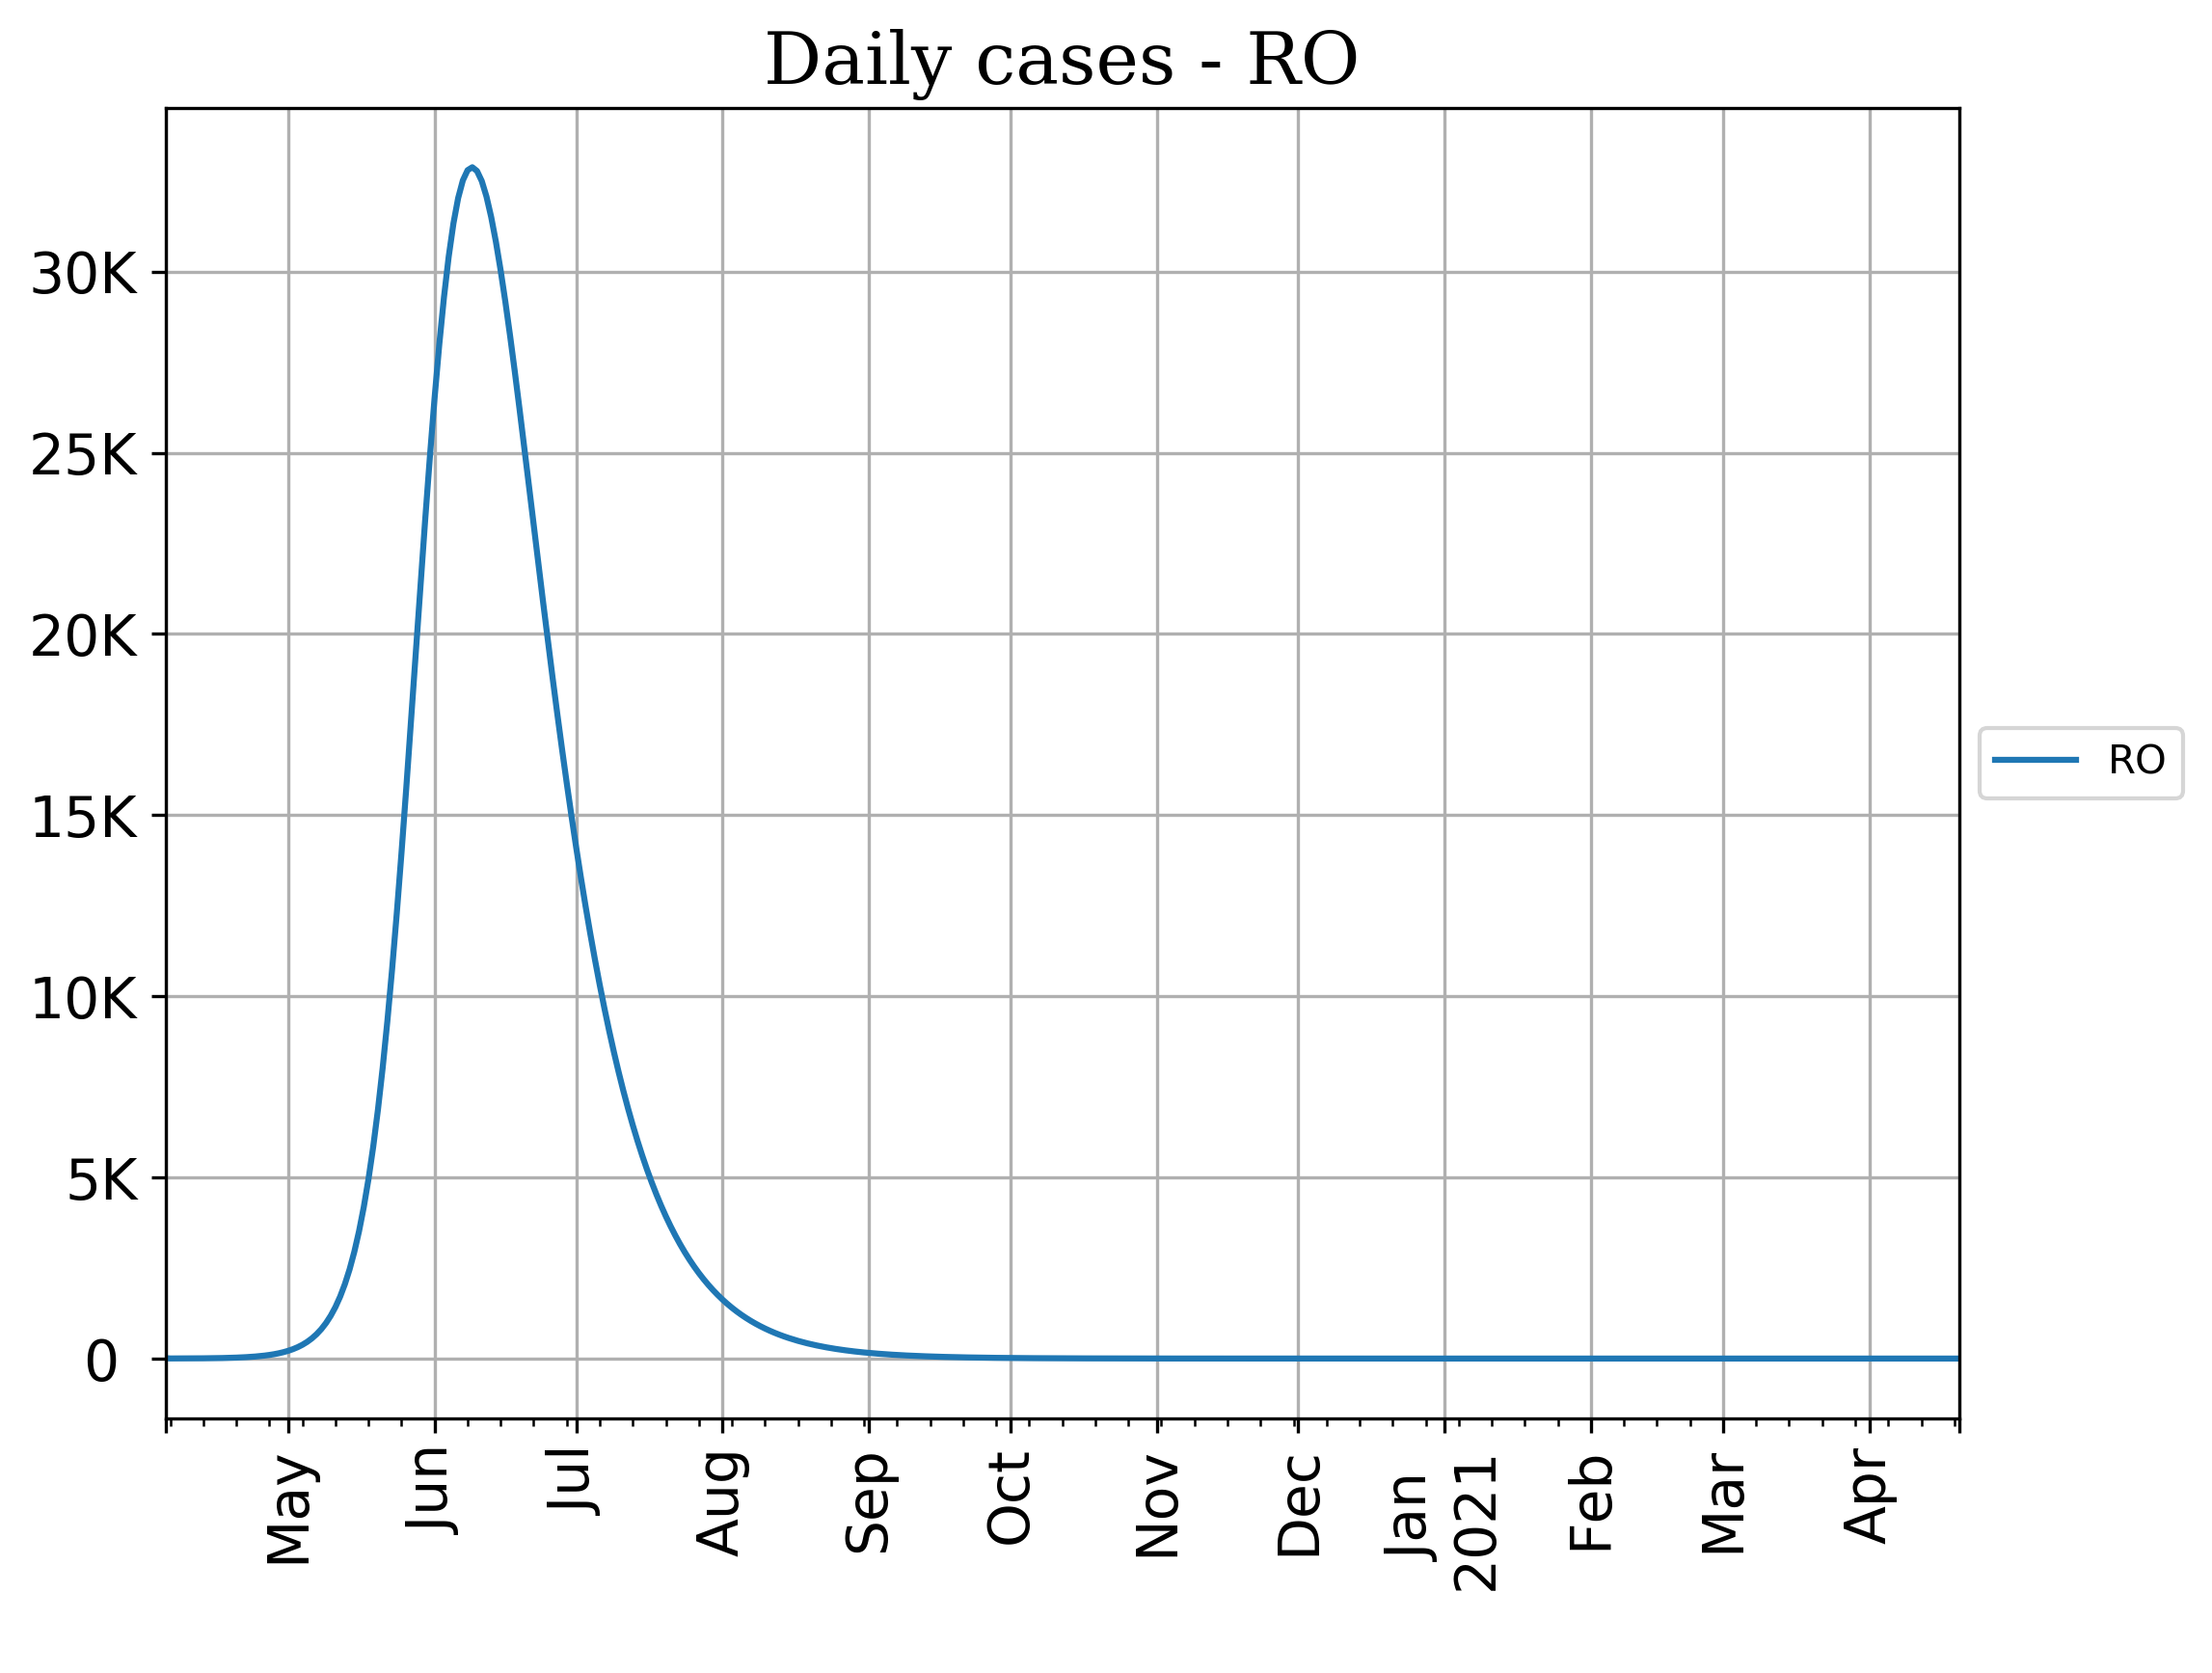 Daily cases - RO
30K
25K
20K
15K
10K
5K
0
RO
May
Jun
Jul
Aug
Sep
Oct
Nov
Dec
Jan
2021
Feb
Mar
Apr